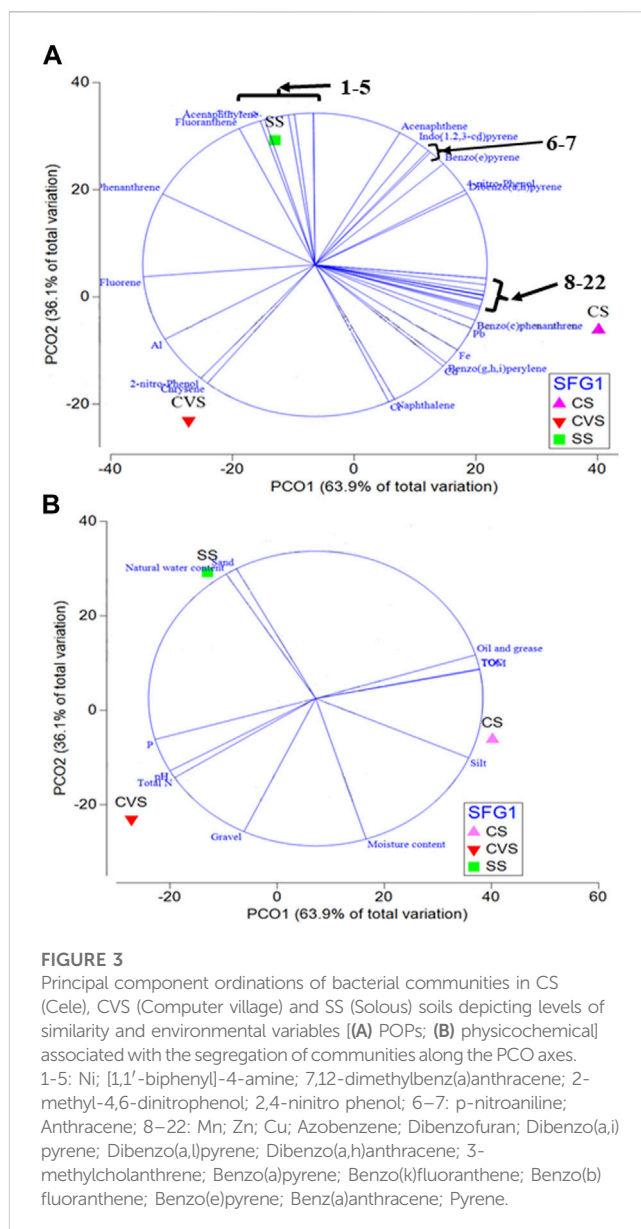 A
40
20
0
-20
-40
-20
0
20
40
PCO2 (36.1% of total variation)
PCO1 (63.9% of total variation)
1-5
SS
Acenaphthylene
Fluoranthene
Acenaphthene
Indo(1.2,3-cd)pyrene
6-7
Benzo(e)pyrene
4-nitro-Phenol
Dibenzo(a,h)pyrene
Phenanthrene
Fluorene
8-22
CS
Benzo(c)phenanthrene
Pb
Al
Fe
Benzo(g,h,i)perylene
Cd
2-nitro-Phenol
Chrysene
CVS
Cr
Naphthalene
SFG1
CS
CVS
SS
B
40
20
0
-20
-20
0
20
40
60
PCO2 (36.1% of total variation)
PCO1 (63.9% of total variation)
SS
Sand
Natural water content
Oil and grease
CS
P
Silt
Total N
CVS
Gravel
Moisture content
SFG1
CS
CVS
SS
FIGURE 3
Principal component ordinations of bacterial communities in CS
(Cele), CVS (Computer village) and SS (Solous) soils depicting levels of
similarity and environmental variables [(A) POPs; (B) physicochemical]
associated with the segregation of communities along the PCO axes.
1-5: Ni; [1,1′-biphenyl]-4-amine; 7,12-dimethylbenz(a)anthracene; 2-
methyl-4,6-dinitrophenol; 2,4-ninitro phenol; 6–7: p-nitroaniline;
Anthracene; 8–22: Mn; Zn; Cu; Azobenzene; Dibenzofuran; Dibenzo(a,i)
pyrene; Dibenzo(a,l)pyrene; Dibenzo(a,h)anthracene; 3-
methylcholanthrene; Benzo(a)pyrene; Benzo(k)fluoranthene; Benzo(b)
fluoranthene; Benzo(e)pyrene; Benz(a)anthracene; Pyrene.